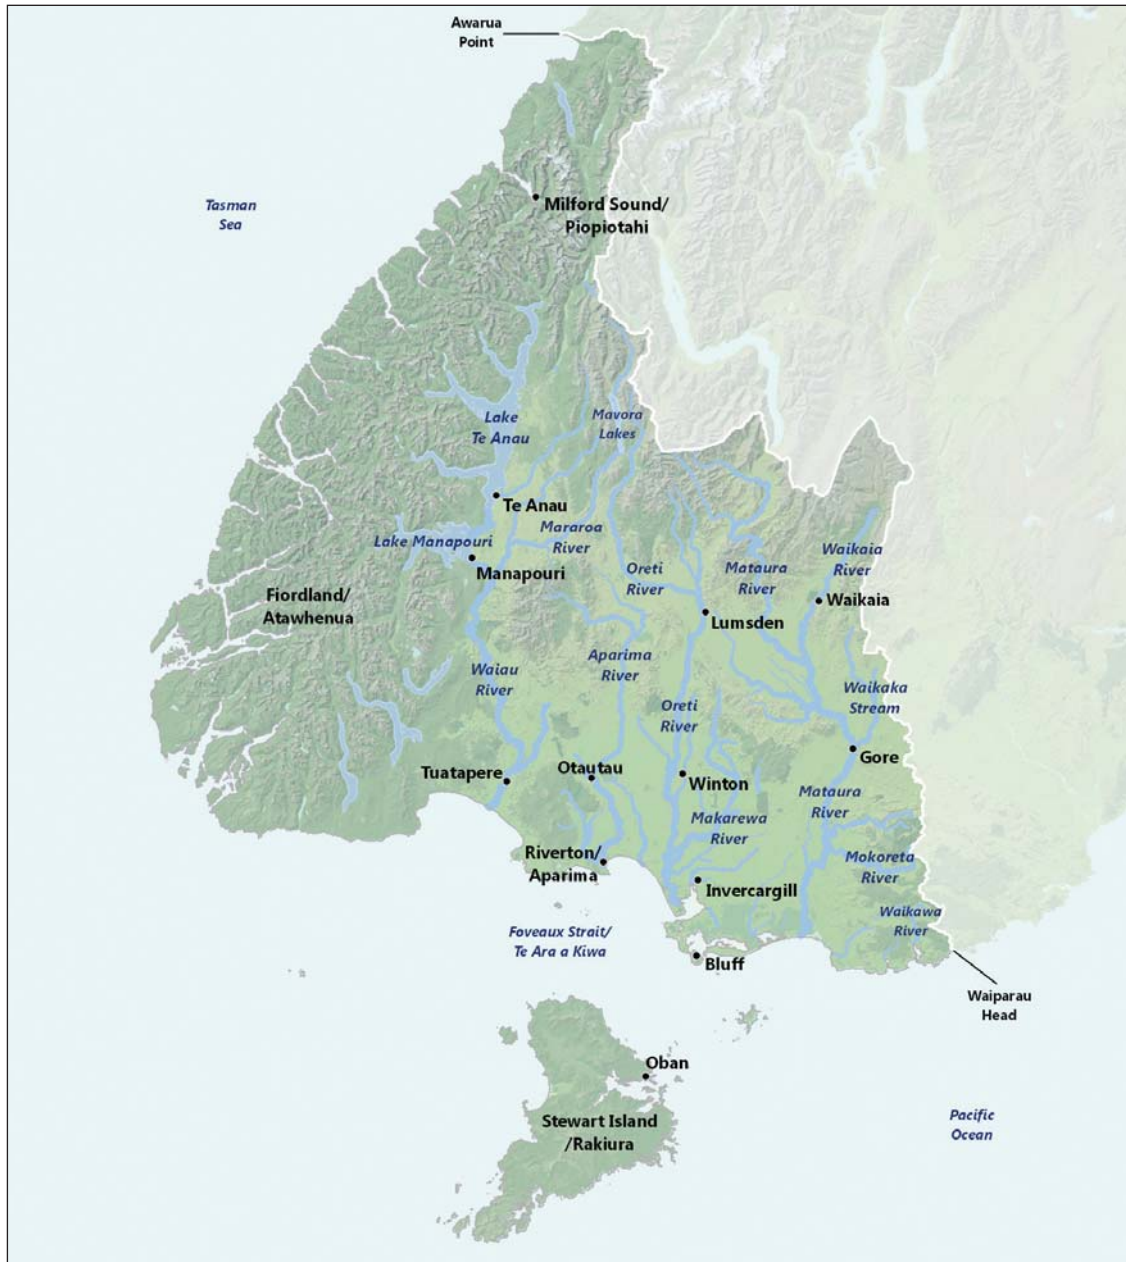 Awarua
Point
Tasman
Sea
Milford Sound/
Piopiotahi
Lake
Te Anau
Mavora
Lakes
Te Anau
Lake Manapouri
Mararoa
River
Manapouri
Oreti
River
Mataura
River
Waikaia
River
Waikaia
Fiordland/
Atawhenua
Lumsden
Waiau
River
Aparima
River
Oreti
River
Waikaka
Stream
Gore
Tuatapere
Otautau
Winton
Mataura
River
Makarewa
River
Riverton/
Aparima
Mokoreta
River
Invercargill
Waikawa
River
Foveaux Strait/
Te Ara a Kiwa
Bluff
Waiparau
Head
Oban
Stewart Island
/Rakiura
Pacific
Ocean